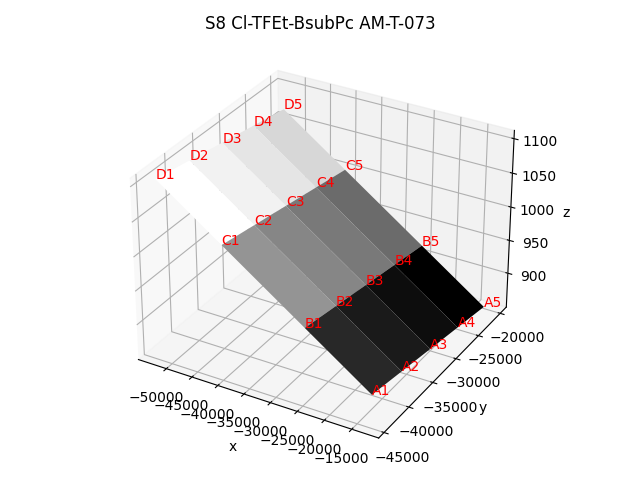 S8 Cl-TFEt-BsubPc AM-T-073
D1 D2 D3 D4 D5
C1 C2 C3 C4 C5
B1 B2 B3 B4 B5
A1 A2 A3 A4 A5
1100
1050
1000
950
900
z
−20000
−25000
−30000
−35000
−40000
−45000
y
−50000
−45000
−40000
−35000
−30000
−25000
−20000
−15000
x